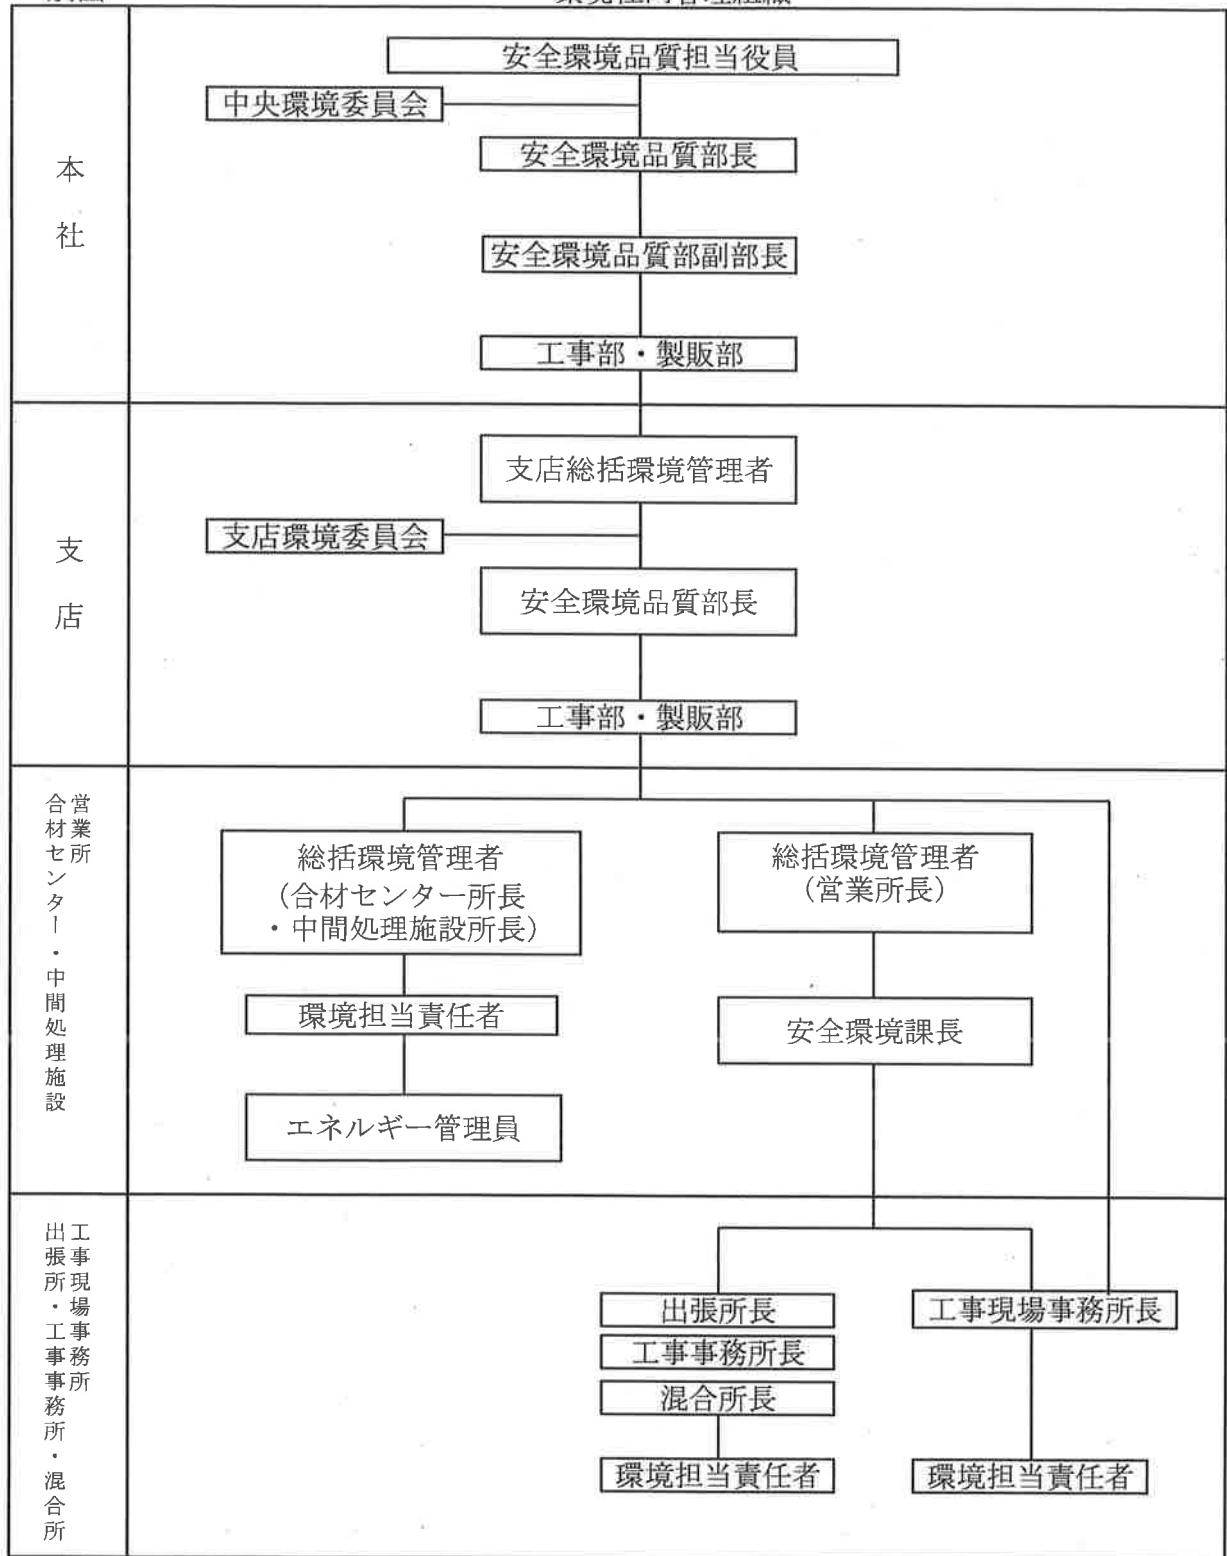 本社
安全環境品質担当役員
中央環境委員会
安全環境品質部長
安全環境品質部副部長
工事部・製販部
支店
支店総括環境管理者
支店環境委員会
安全環境品質部長
工事部・製販部
営業所
合材センター・中間処理施設
総括環境管理者
(合材センター所長
・中間処理施設所長)
総括環境管理者
(営業所長)
環境担当責任者
安全環境課長
エネルギー管理員
工事現場事務所
出張所・工事事務所・混合所
出張所長
工事現場事務所長
工事事務所長
混合所長
環境担当責任者
環境担当責任者